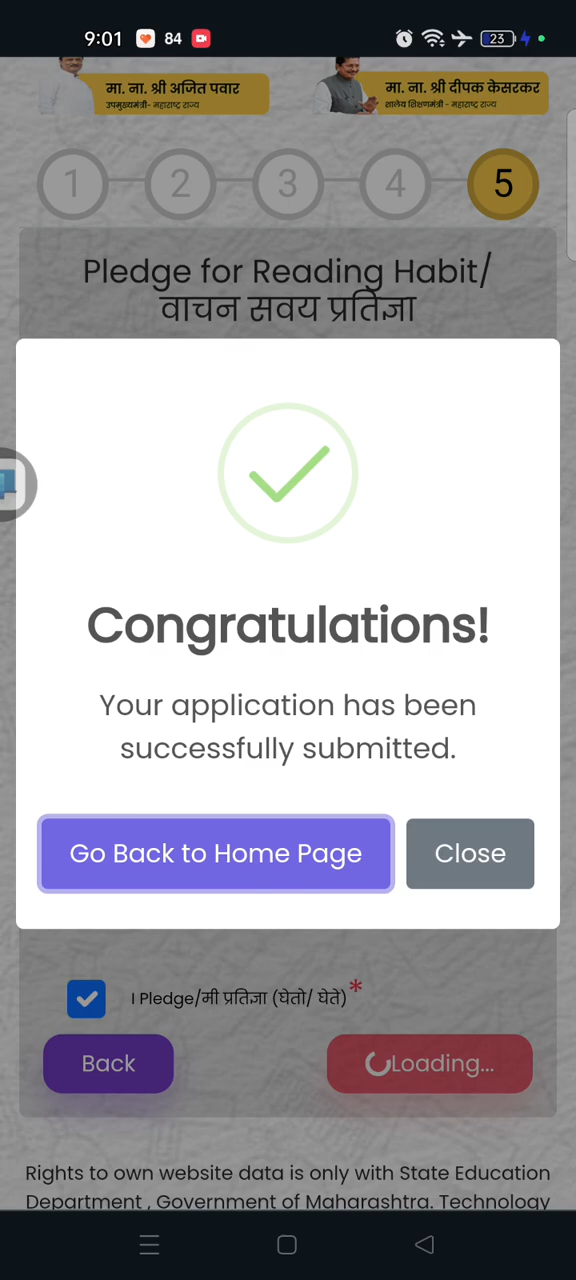 9:01
84
23
मा. ना. श्री अजित पवार
उपमुख्यमंत्री- महाराष्ट्र राज्य
मा. ना. श्री दीपक केसरकर
शालेय शिक्षणमंत्री - महाराष्ट्र राज्य
1 2 3 4 5
Pledge for Reading Habit/
वाचन सवय प्रतिज्ञा
Congratulations!
Your application has been
successfully submitted.
Go Back to Home Page
Close
I Pledge/मी प्रतिज्ञा (घेतो/ घेते)*
Back
Loading...
Rights to own website data is only with State Education
Department , Government of Maharashtra. Technology